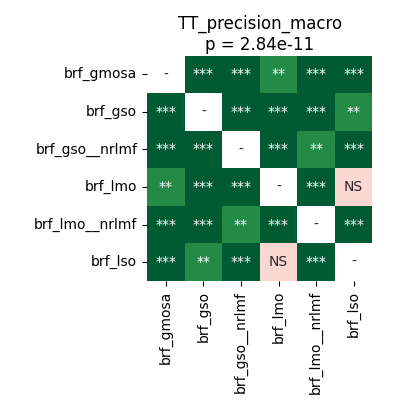 TT_precision_macro
p = 2.84e-11
brf_gmosa - *** *** ** *** ***
brf_gso *** - *** *** *** **
brf_gso__nrlmf *** *** - *** ** ***
brf_lmo ** *** *** - *** NS
brf_lmo__nrlmf *** *** ** *** - ***
brf_lso *** ** *** NS *** -
brf_gmosa
brf_gso
brf_gso__nrlmf
brf_lmo
brf_lmo__nrlmf
brf_lso